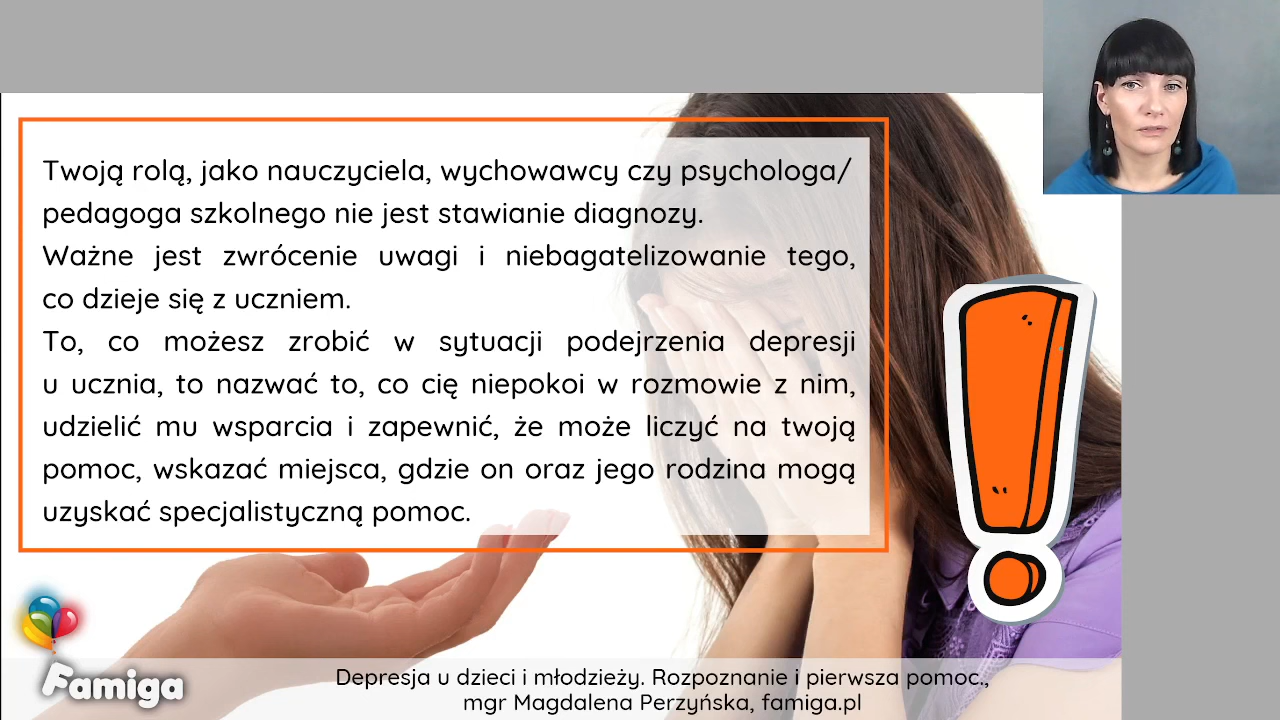 Twoją rolą, jako nauczyciela, wychowawcy czy psychologa/
pedagoga szkolnego nie jest stawianie diagnozy.
Ważne jest zwrócenie uwagi i niebagatelizowanie tego,
co dzieje się z uczniem.
To, co możesz zrobić w sytuacji podejrzenia depresji
u ucznia, to nazwać to, co cię niepokoi w rozmowie z nim,
udzielić mu wsparcia i zapewnić, że może liczyć na twoją
pomoc, wskazać miejsca, gdzie on oraz jego rodzina mogą
uzyskać specjalistyczną pomoc.
Famiga
Depresja u dzieci i młodzieży. Rozpoznanie i pierwsza pomoc.,
mgr Magdalena Perzyńska, famiga.pl